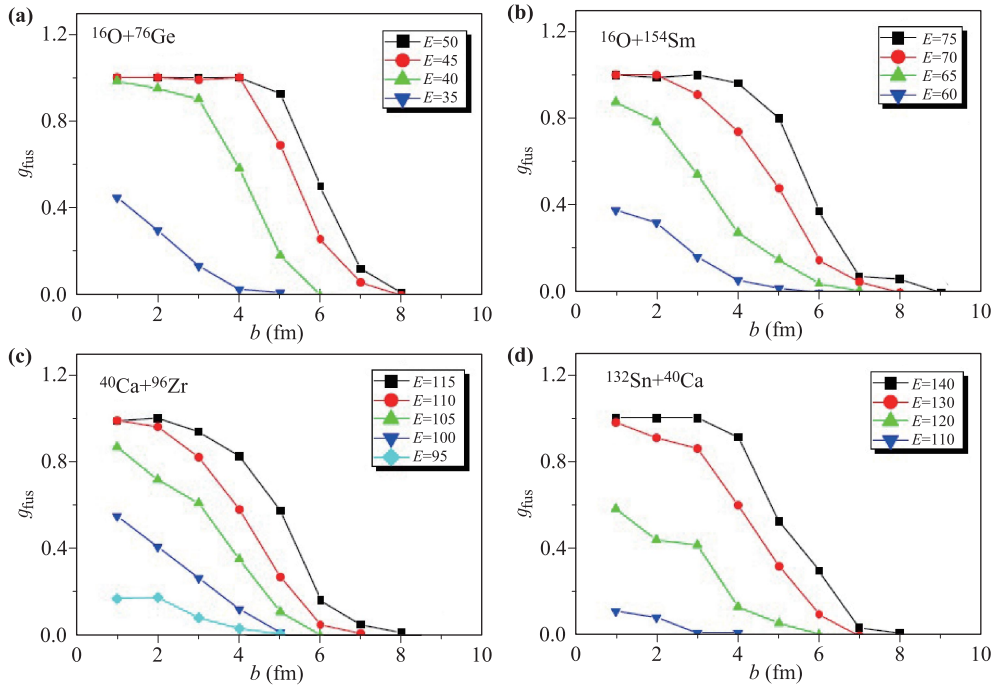 (a)
¹⁶O+⁷⁶Ge
E=50
E=45
E=40
E=35
1.2
0.8
0.4
0.0
g_fus
0 2 4 6 8 10
b (fm)
(b)
¹⁶O+¹⁵⁴Sm
E=75
E=70
E=65
E=60
1.2
0.8
0.4
0.0
g_fus
0 2 4 6 8 10
b (fm)
(c)
⁴⁰Ca+⁹⁶Zr
E=115
E=110
E=105
E=100
E=95
1.2
0.8
0.4
0.0
g_fus
0 2 4 6 8 10
b (fm)
(d)
¹³²Sn+⁴⁰Ca
E=140
E=130
E=120
E=110
1.2
0.8
0.4
0.0
g_fus
0 2 4 6 8 10
b (fm)